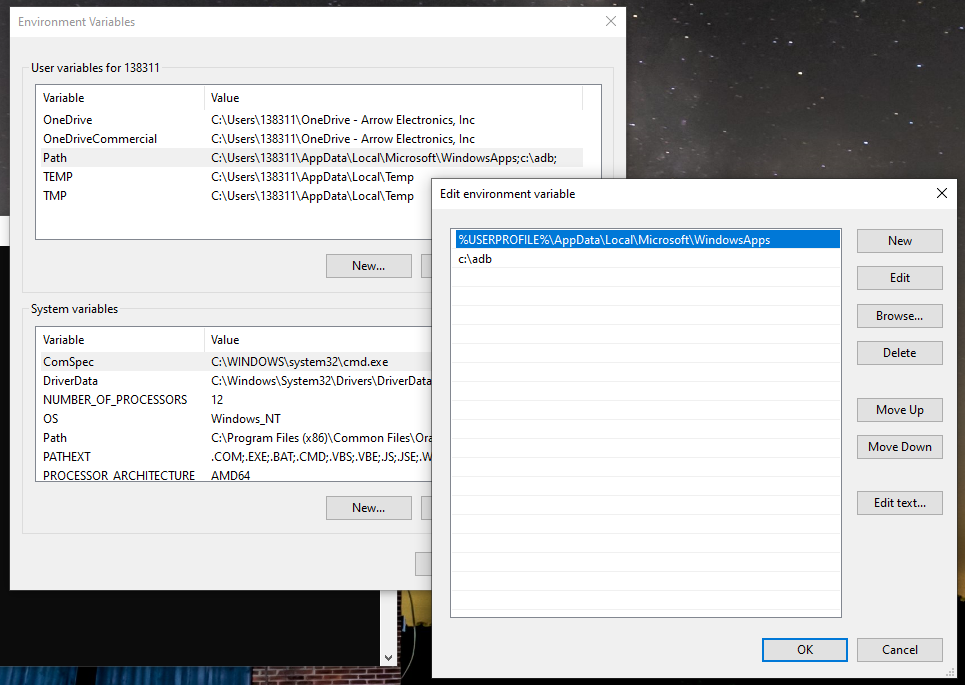 Environment Variables
User variables for 138311
Variable Value
OneDrive C:\Users\138311\OneDrive - Arrow Electronics, Inc
OneDriveCommercial C:\Users\138311\OneDrive - Arrow Electronics, Inc
Path C:\Users\138311\AppData\Local\Microsoft\WindowsApps;c:\adb;
TEMP C:\Users\138311\AppData\Local\Temp
TMP C:\Users\138311\AppData\Local\Temp
New...
System variables
Variable Value
ComSpec C:\WINDOWS\system32\cmd.exe
DriverData C:\Windows\System32\Drivers\DriverData
NUMBER_OF_PROCESSORS 12
OS Windows_NT
Path C:\Program Files (x86)\Common Files\Ora
PATHEXT .COM;.EXE;.BAT;.CMD;.VBS;.VBE;.JS;.JSE;.W
PROCESSOR_ARCHITECTURE AMD64
New...
Edit environment variable
%USERPROFILE%\AppData\Local\Microsoft\WindowsApps
c:\adb
New
Edit
Browse...
Delete
Move Up
Move Down
Edit text...
OK
Cancel